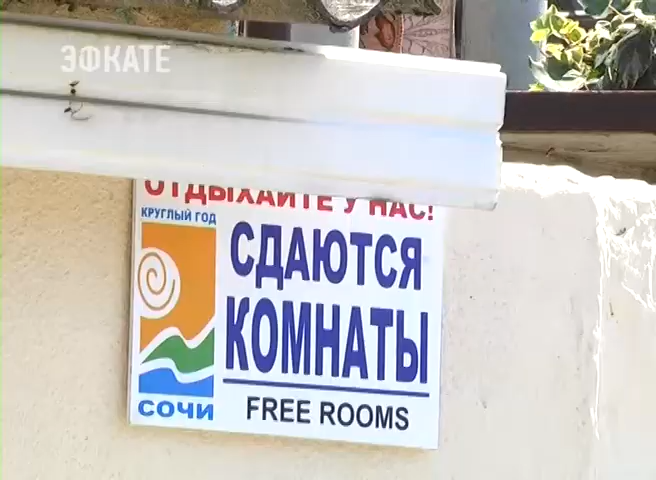 ЭФКАТЕ
ОТДЫХАЙТЕ У НАС!
КРУГЛЫЙ ГОД
СДАЮТСЯ
КОМНАТЫ
СОЧИ
FREE ROOMS